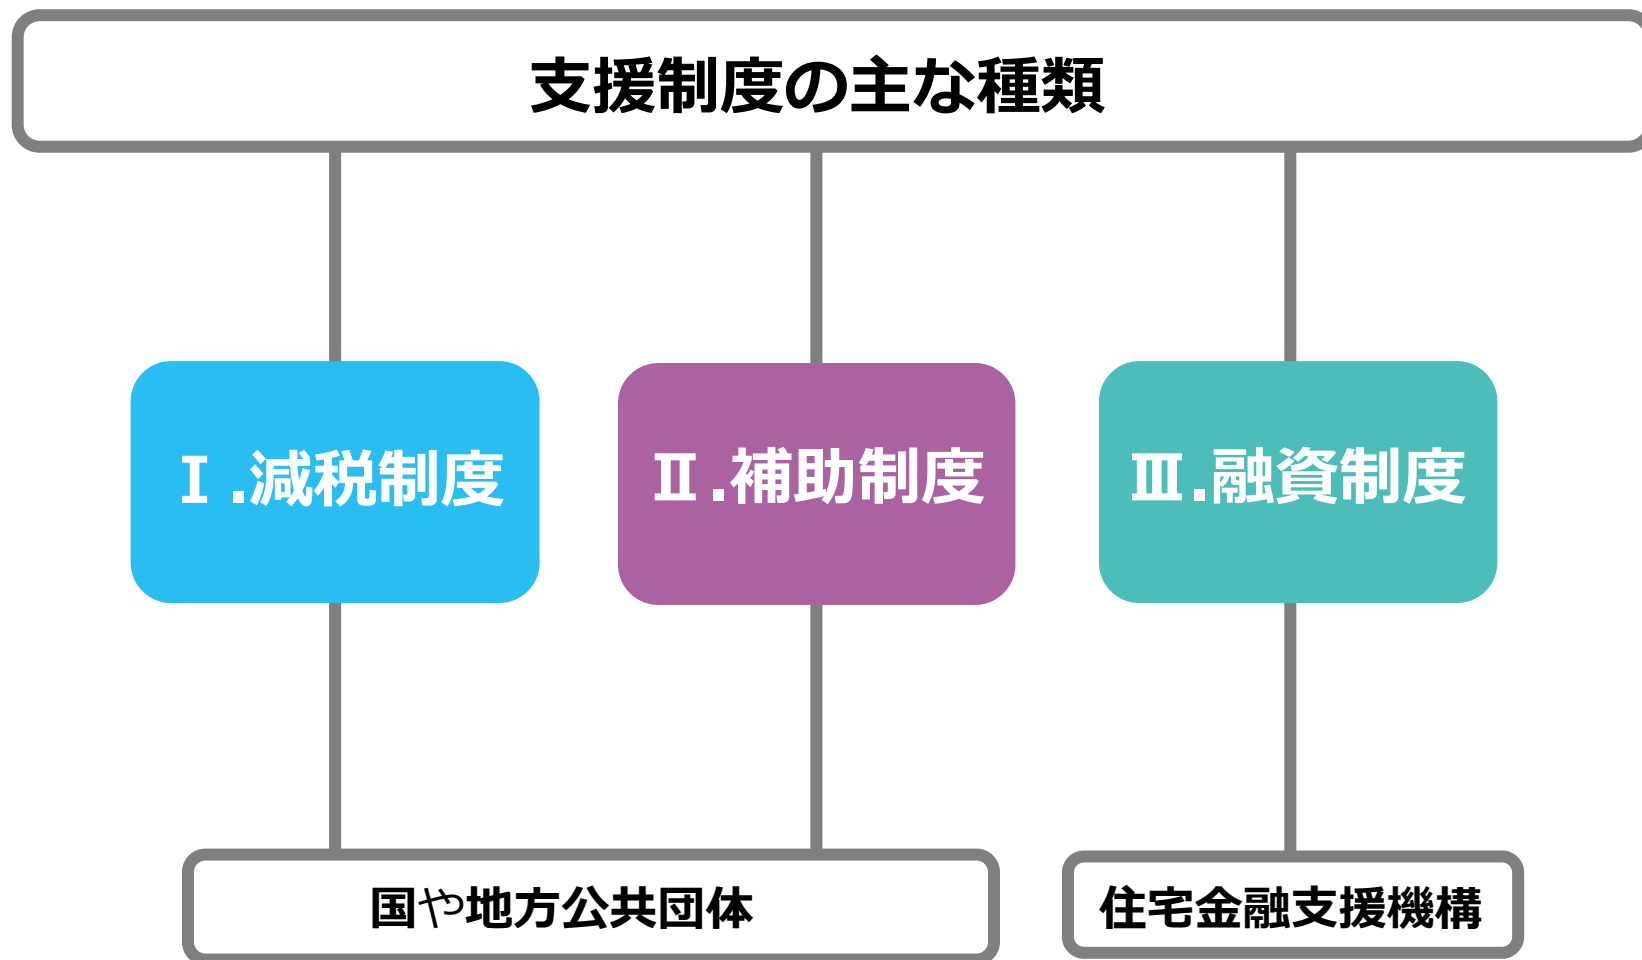 支援制度の主な種類
Ⅰ.減税制度
Ⅱ.補助制度
Ⅲ.融資制度
国や地方公共団体
住宅金融支援機構